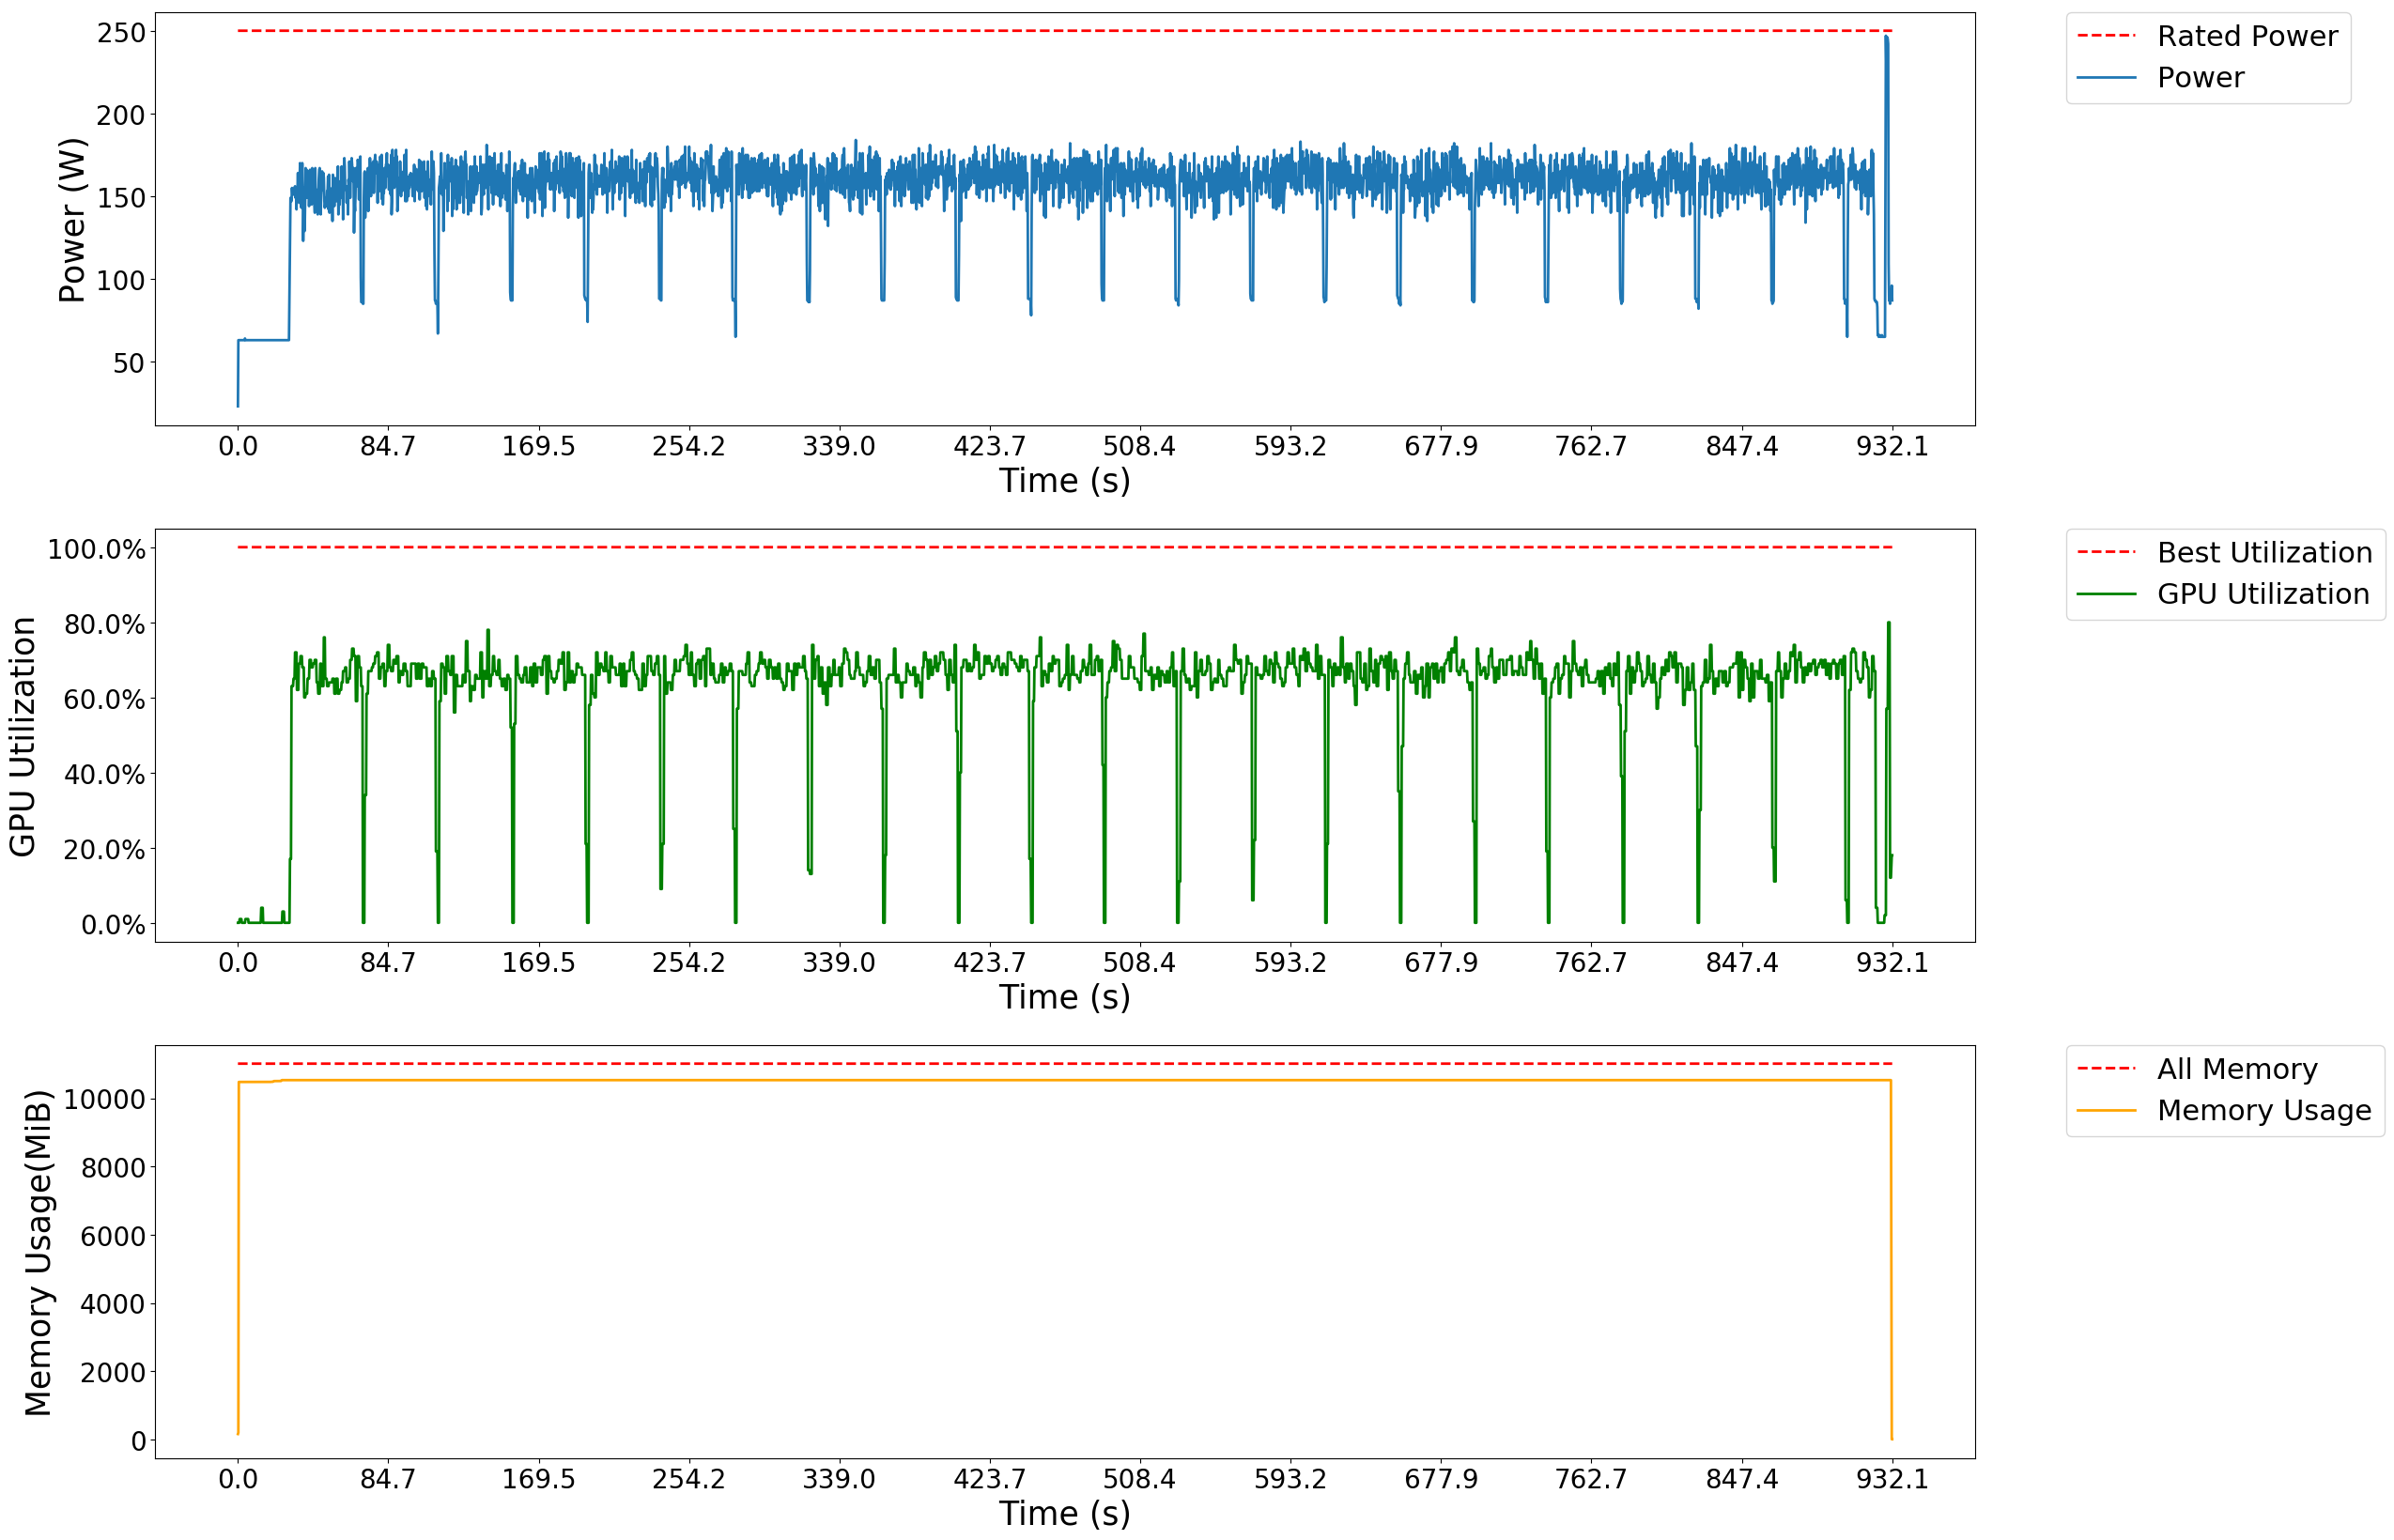 250
200
150
100
50
Power (W)
0.0 84.7 169.5 254.2 339.0 423.7 508.4 593.2 677.9 762.7 847.4 932.1
Time (s)
Rated Power
Power
100.0%
80.0%
60.0%
40.0%
20.0%
0.0%
GPU Utilization
0.0 84.7 169.5 254.2 339.0 423.7 508.4 593.2 677.9 762.7 847.4 932.1
Time (s)
Best Utilization
GPU Utilization
10000
8000
6000
4000
2000
0
Memory Usage(MiB)
0.0 84.7 169.5 254.2 339.0 423.7 508.4 593.2 677.9 762.7 847.4 932.1
Time (s)
All Memory
Memory Usage